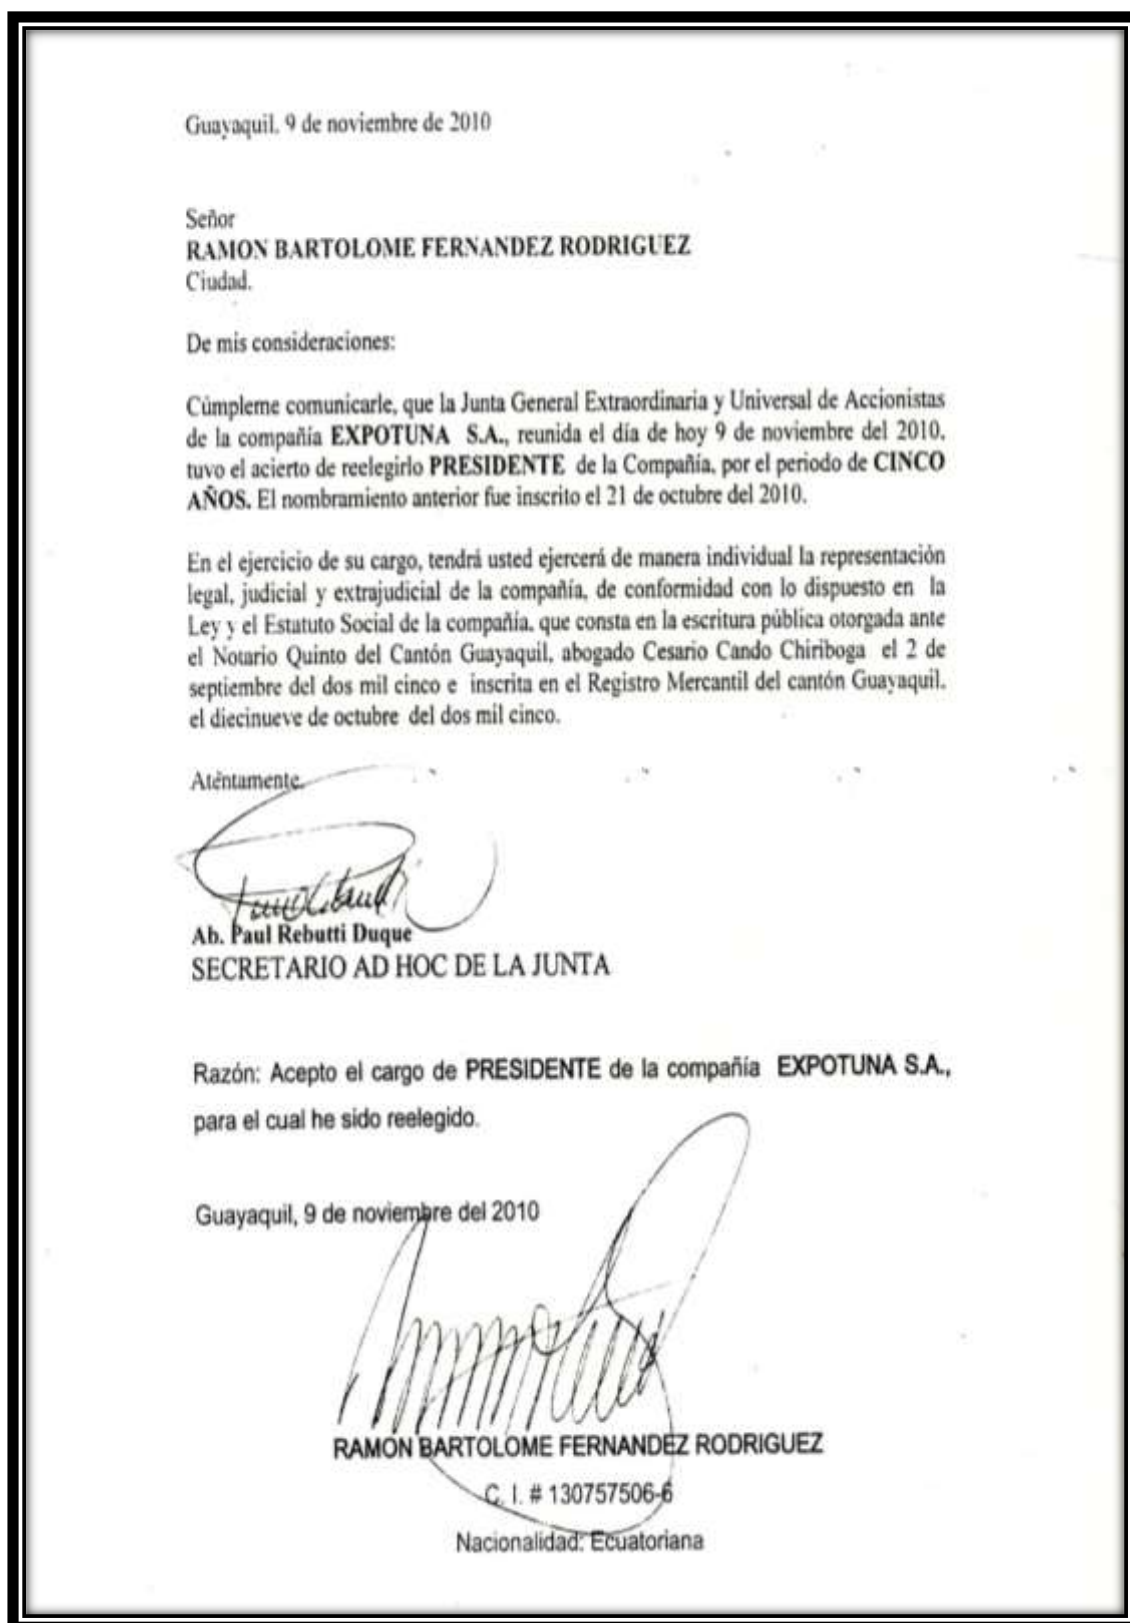 Guayaquil, 9 de noviembre de 2010
Señor
RAMON BARTOLOME FERNANDEZ RODRIGUEZ
Ciudad.
De mis consideraciones:
Cúmpleme comunicarle, que la Junta General Extraordinaria y Universal de Accionistas
de la compañía EXPOTUNA S.A., reunida el día de hoy 9 de noviembre del 2010,
tuvo el acierto de reelegirlo PRESIDENTE de la Compañía, por el periodo de CINCO
AÑOS. El nombramiento anterior fue inscrito el 21 de octubre del 2010.
En el ejercicio de su cargo, tendrá usted ejercerá de manera individual la representación
legal, judicial y extrajudicial de la compañía, de conformidad con lo dispuesto en la
Ley y el Estatuto Social de la compañía, que consta en la escritura pública otorgada ante
el Notario Quinto del Cantón Guayaquil, abogado Cesario Cando Chiriboga el 2 de
septiembre del dos mil cinco e inscrita en el Registro Mercantil del cantón Guayaquil,
el diecinueve de octubre del dos mil cinco.
Atentamente,
Ab. Paul Rebutti Duque
SECRETARIO AD HOC DE LA JUNTA
Razón: Acepto el cargo de PRESIDENTE de la compañía EXPOTUNA S.A.,
para el cual he sido reelegido.
Guayaquil, 9 de noviembre del 2010
RAMON BARTOLOME FERNANDEZ RODRIGUEZ
C. I. # 130757506-6
Nacionalidad: Ecuatoriana